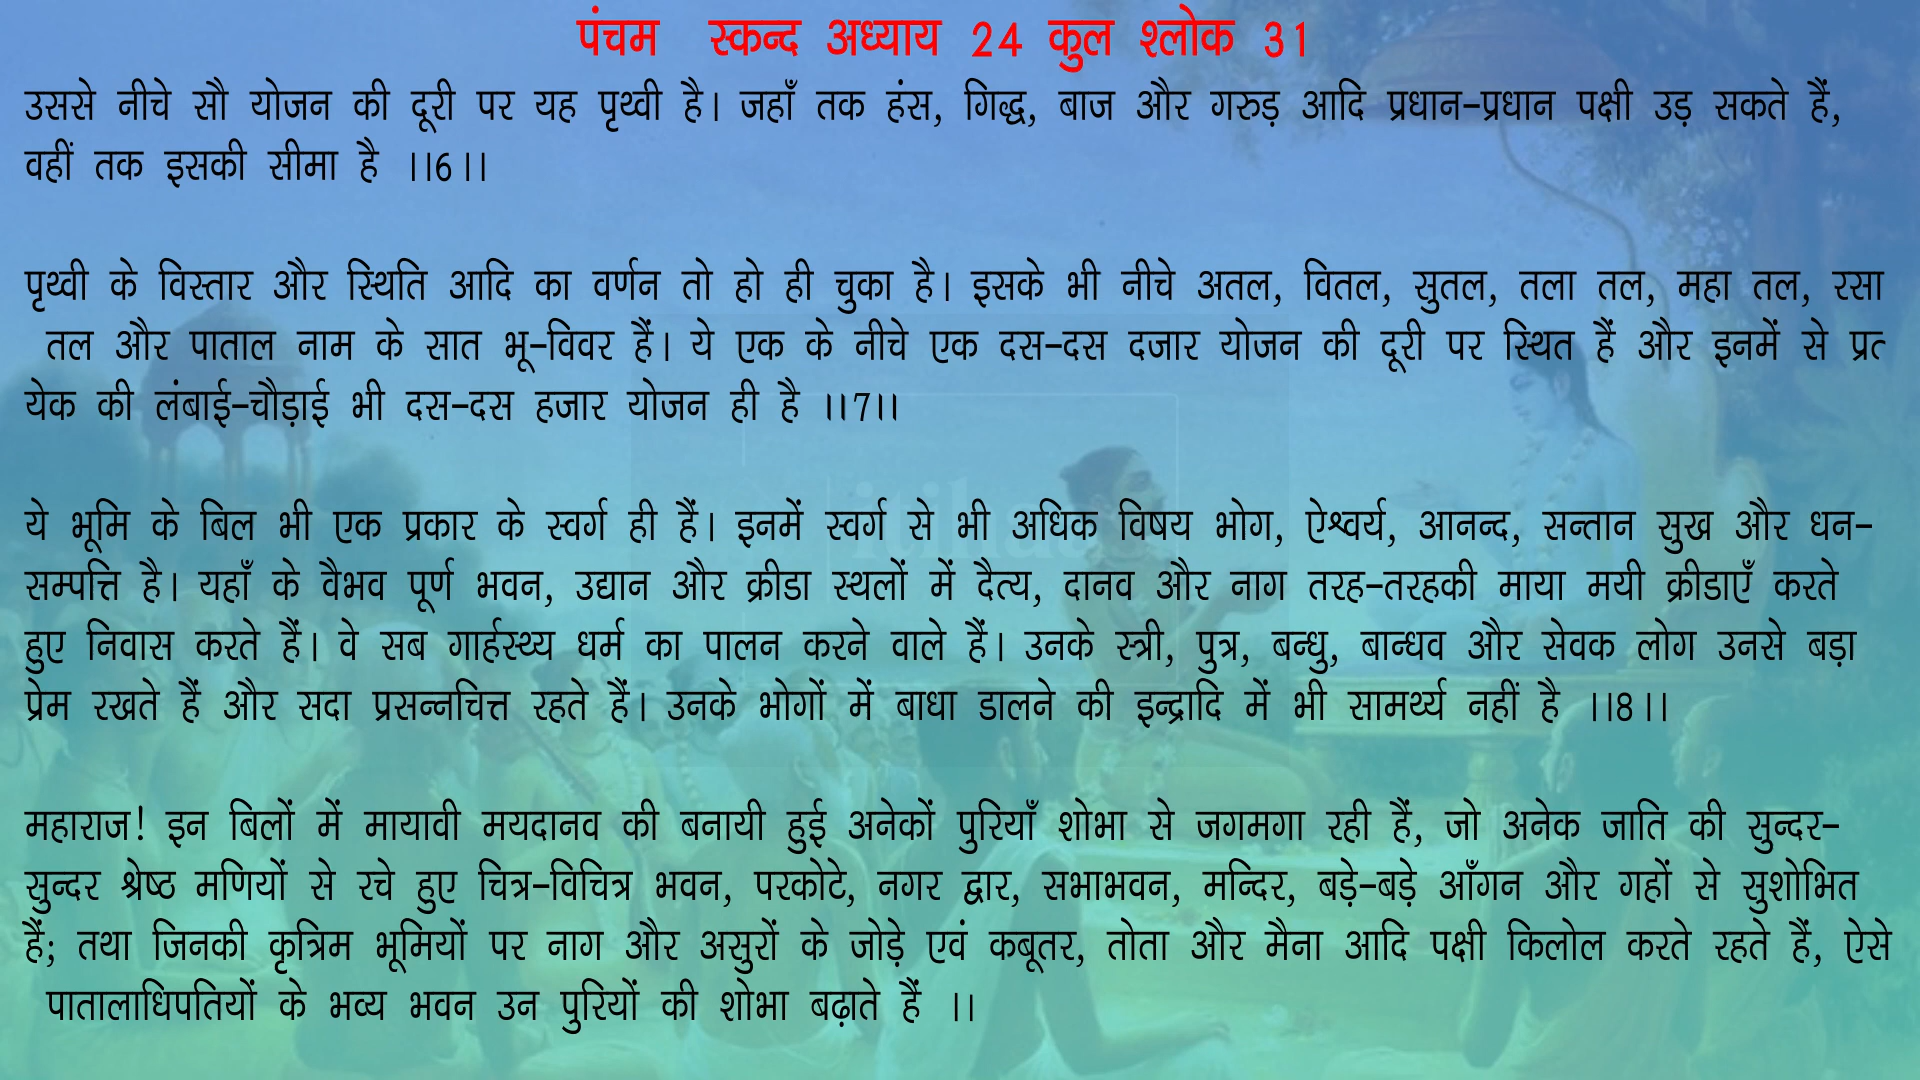 पंचम स्कन्द अध्याय 24 कुल श्लोक 31
उससे नीचे सौ योजन की दूरी पर यह पृथ्वी है। जहाँ तक हंस, गिद्ध, बाज और गरुड़ आदि प्रधान-प्रधान पक्षी उड़ सकते हैं,
वहीं तक इसकी सीमा है ।।6।।
पृथ्वी के विस्तार और स्थिति आदि का वर्णन तो हो ही चुका है। इसके भी नीचे अतल, वितल, सुतल, तला तल, महा तल, रसा
तल और पाताल नाम के सात भू-विवर हैं। ये एक के नीचे एक दस-दस दजार योजन की दूरी पर स्थित हैं और इनमें से प्रत
येक की लंबाई-चौड़ाई भी दस-दस हजार योजन ही है ।।7।।
ये भूमि के बिल भी एक प्रकार के स्वर्ग ही हैं। इनमें स्वर्ग से भी अधिक विषय भोग, ऐश्वर्य, आनन्द, सन्तान सुख और धन-
सम्पत्ति है। यहाँ के वैभव पूर्ण भवन, उद्यान और क्रीडा स्थलों में दैत्य, दानव और नाग तरह-तरहकी माया मयी क्रीडाएँ करते
हुए निवास करते हैं। वे सब गार्हस्थ्य धर्म का पालन करने वाले हैं। उनके स्त्री, पुत्र, बन्धु, बान्धव और सेवक लोग उनसे बड़ा
प्रेम रखते हैं और सदा प्रसन्नचित्त रहते हैं। उनके भोगों में बाधा डालने की इन्द्रादि में भी सामर्थ्य नहीं है ।।8।।
महाराज! इन बिलों में मायावी मयदानव की बनायी हुई अनेकों पुरियाँ शोभा से जगमगा रही हैं, जो अनेक जाति की सुन्दर-
सुन्दर श्रेष्ठ मणियों से रचे हुए चित्र-विचित्र भवन, परकोटे, नगर द्वार, सभाभवन, मन्दिर, बड़े-बड़े आँगन और गहों से सुशोभित
हैं; तथा जिनकी कृत्रिम भूमियों पर नाग और असुरों के जोड़े एवं कबूतर, तोता और मैना आदि पक्षी किलोल करते रहते हैं, ऐसे
पातालाधिपतियों के भव्य भवन उन पुरियों की शोभा बढ़ाते हैं ।।